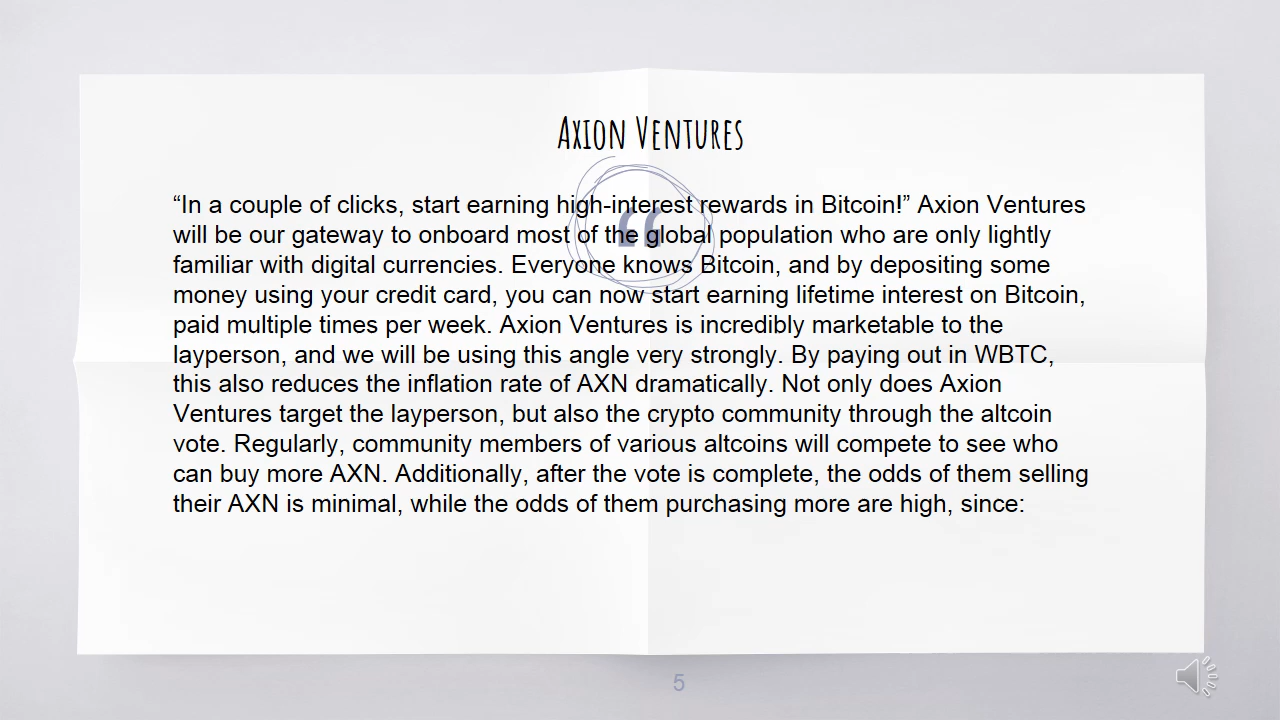 Axion Ventures
“In a couple of clicks, start earning high-interest rewards in Bitcoin!” Axion Ventures
will be our gateway to onboard most of the global population who are only lightly
familiar with digital currencies. Everyone knows Bitcoin, and by depositing some
money using your credit card, you can now start earning lifetime interest on Bitcoin,
paid multiple times per week. Axion Ventures is incredibly marketable to the
layperson, and we will be using this angle very strongly. By paying out in WBTC,
this also reduces the inflation rate of AXN dramatically. Not only does Axion
Ventures target the layperson, but also the crypto community through the altcoin
vote. Regularly, community members of various altcoins will compete to see who
can buy more AXN. Additionally, after the vote is complete, the odds of them selling
their AXN is minimal, while the odds of them purchasing more are high, since:
5